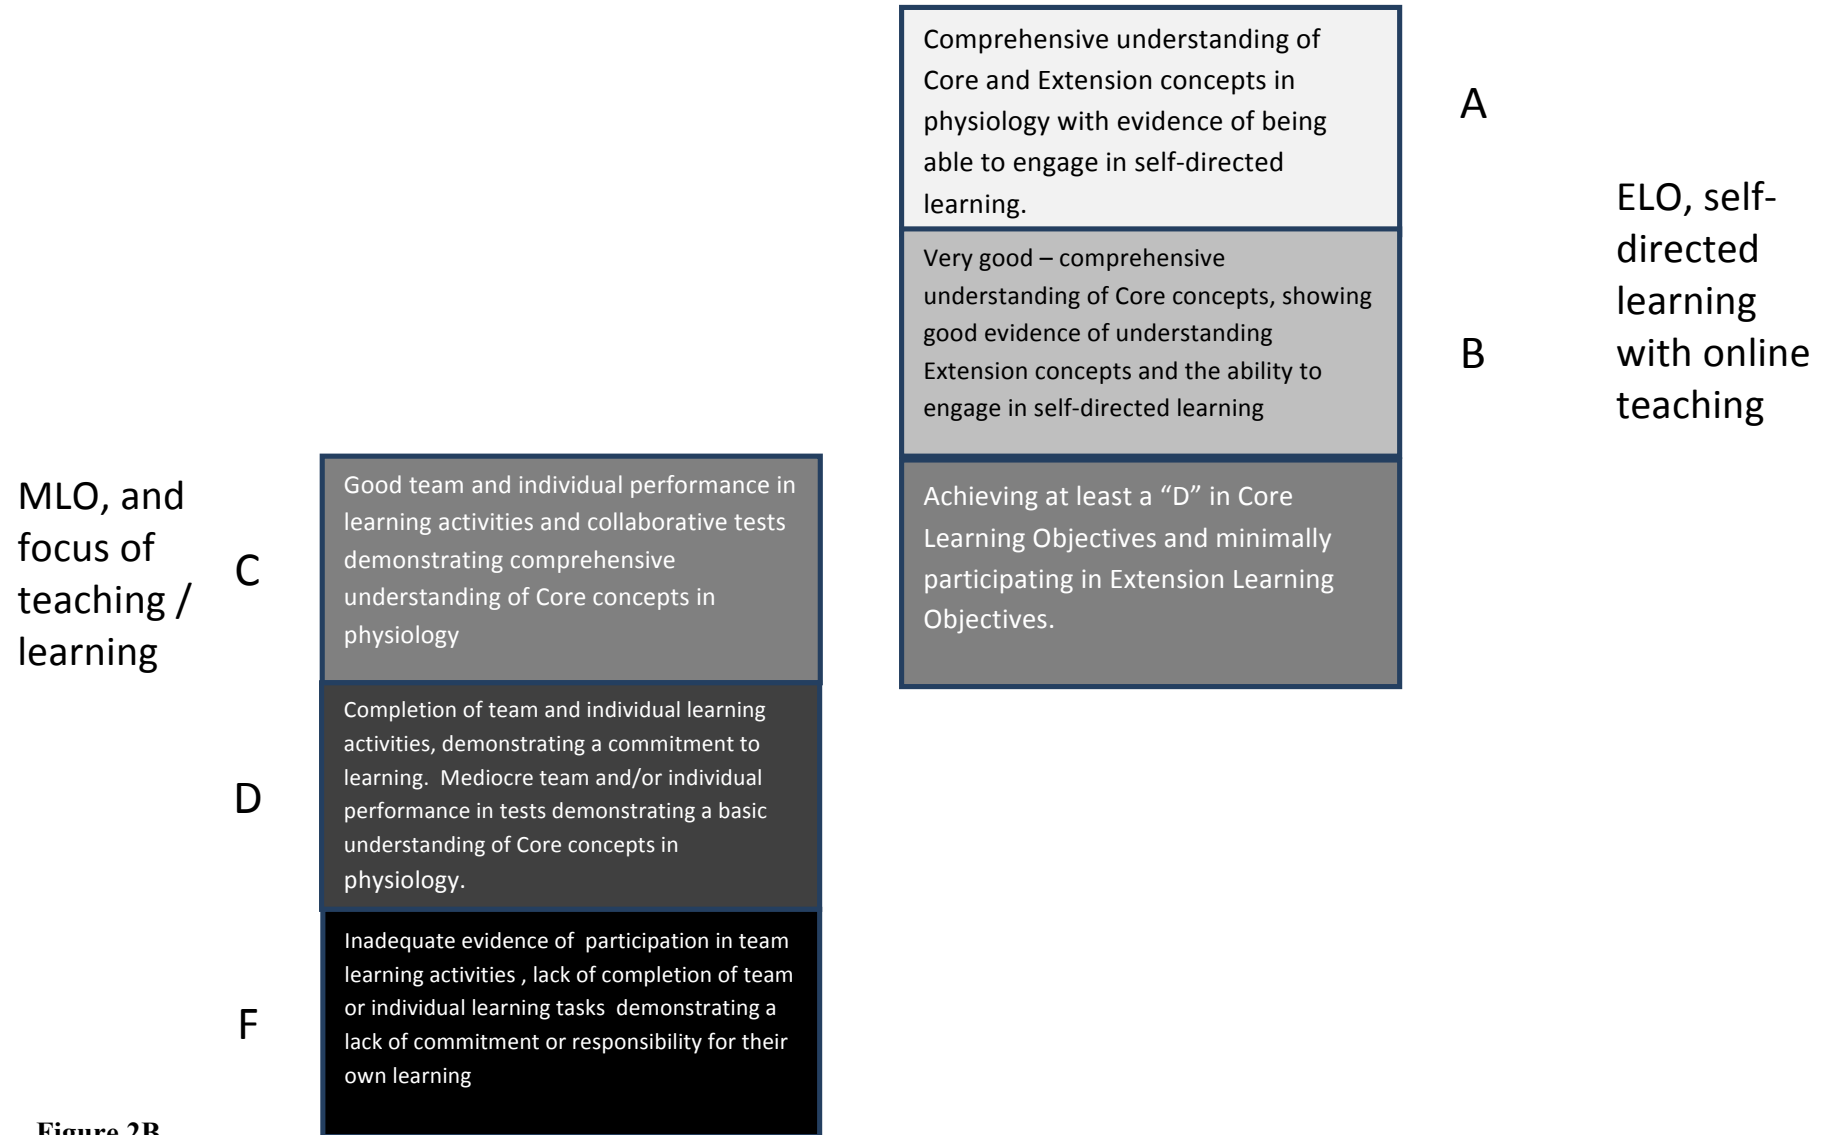 Comprehensive understanding of
Core and Extension concepts in
physiology with evidence of being
able to engage in self-directed
learning.
A
Very good – comprehensive
understanding of Core concepts, showing
good evidence of understanding
Extension concepts and the ability to
engage in self-directed learning
B
ELO, self-
directed
learning
with online
teaching
MLO, and
focus of
teaching /
learning
C
Good team and individual performance in
learning activities and collaborative tests
demonstrating comprehensive
understanding of Core concepts in
physiology
Achieving at least a “D” in Core
Learning Objectives and minimally
participating in Extension Learning
Objectives.
D
Completion of team and individual learning
activities, demonstrating a commitment to
learning.  Mediocre team and/or individual
performance in tests demonstrating a basic
understanding of Core concepts in
physiology.
F
Inadequate evidence of  participation in team
learning activities , lack of completion of team
or individual learning tasks  demonstrating a
lack of commitment or responsibility for their
own learning
Figure 2B